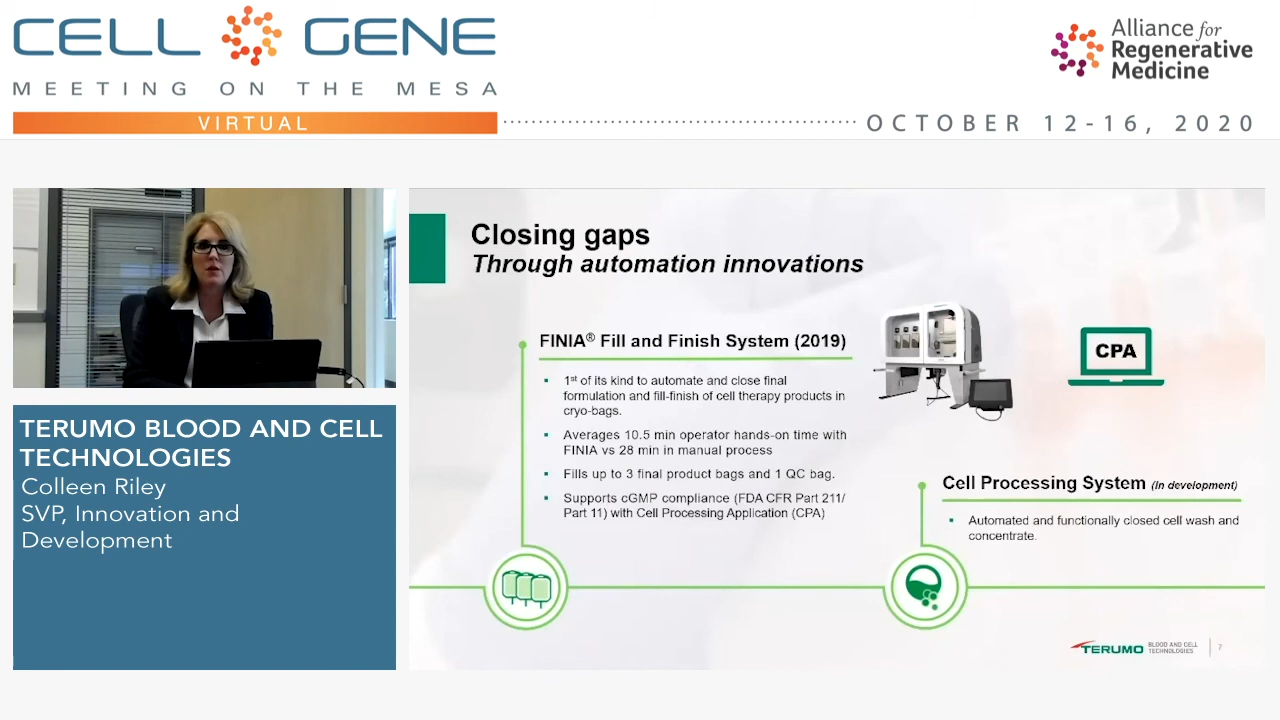 CELL GENE
MEETING ON THE MESA
VIRTUAL
Alliance for
Regenerative
Medicine
OCTOBER 12-16, 2020
TERUMO BLOOD AND CELL
TECHNOLOGIES
Colleen Riley
SVP, Innovation and
Development
Closing gaps
Through automation innovations
FINIA® Fill and Finish System (2019)
▪ 1st of its kind to automate and close final
formulation and fill-finish of cell therapy products in
cryo-bags.
▪ Averages 10.5 min operator hands-on time with
FINIA vs 28 min in manual process
▪ Fills up to 3 final product bags and 1 QC bag.
▪ Supports cGMP compliance (FDA CFR Part 211/
Part 11) with Cell Processing Application (CPA)
CPA
Cell Processing System (In development)
▪ Automated and functionally closed cell wash and
concentrate.
TERUMO
BLOOD AND CELL
TECHNOLOGIES
7